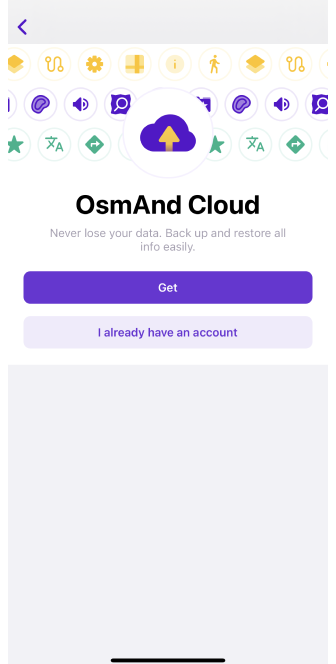 OsmAnd Cloud
Never lose your data. Back up and restore all
info easily.
Get
I already have an account